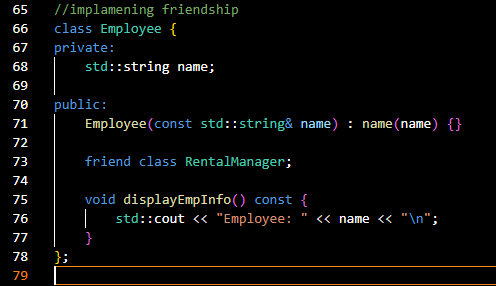 65 //implamening friendship
66 class Employee {
67 private:
68     std::string name;
69
70 public:
71     Employee(const std::string& name) : name(name) {}
72
73     friend class RentalManager;
74
75     void displayEmpInfo() const {
76         std::cout << "Employee: " << name << "\n";
77     }
78 };
79